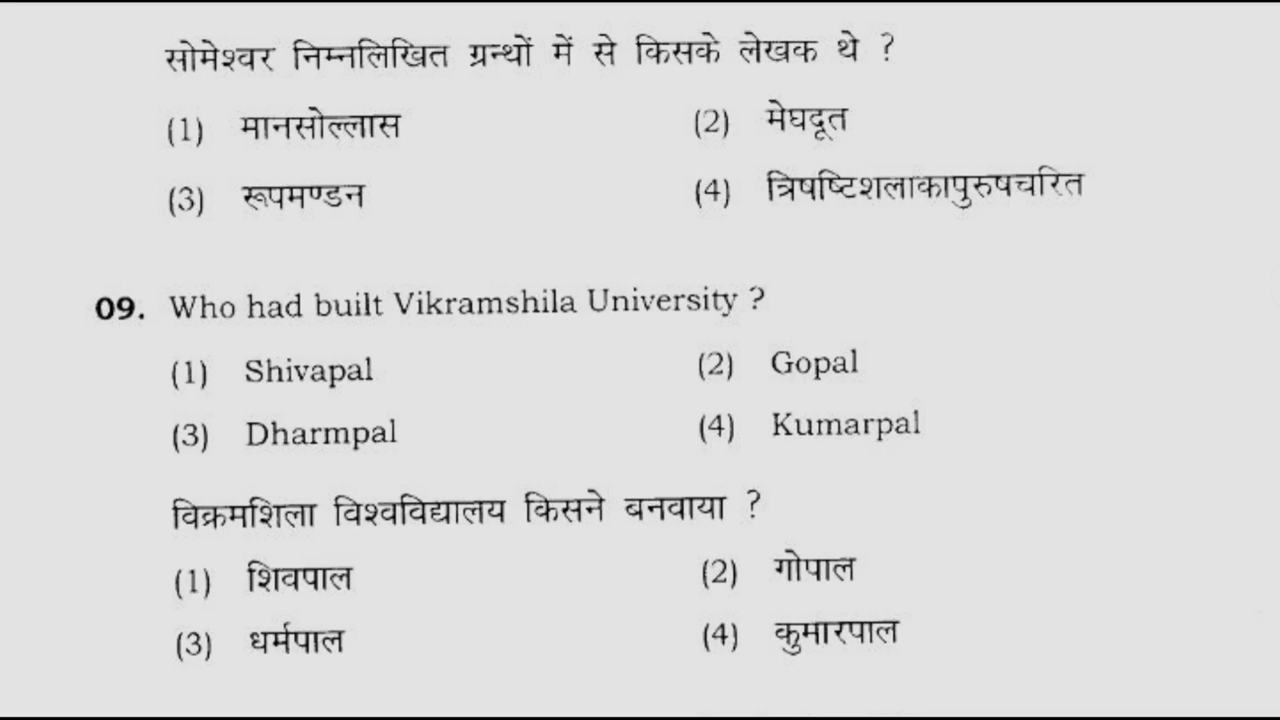 सोमेश्वर निम्नलिखित ग्रन्थों में से किसके लेखक थे ?
(1) मानसोल्लास (2) मेघदूत
(3) रूपमण्डन (4) त्रिषष्टिशलाकापुरुषचरित
09. Who had built Vikramshila University ?
(1) Shivapal (2) Gopal
(3) Dharmpal (4) Kumarpal
विक्रमशिला विश्वविद्यालय किसने बनवाया ?
(1) शिवपाल (2) गोपाल
(3) धर्मपाल (4) कुमारपाल